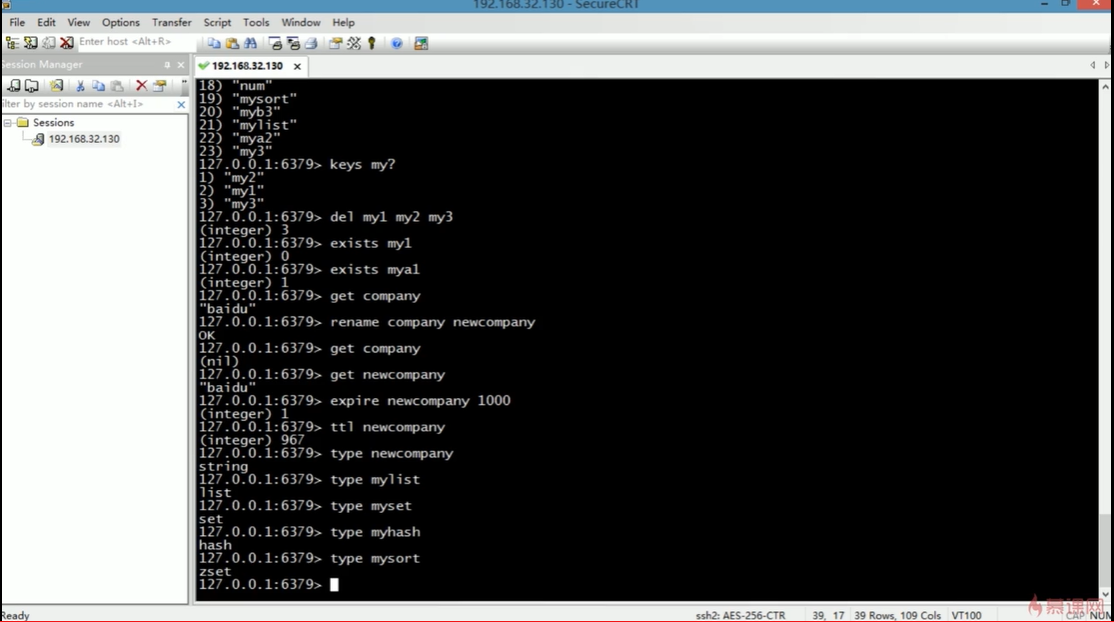 192.168.32.130 - SecureCRT
File Edit View Options Transfer Script Tools Window Help
Enter host <Alt+R>
Session Manager
192.168.32.130
ilter by session name <Alt+I>
Sessions
192.168.32.130
18) "num"
19) "mysort"
20) "myb3"
21) "mylist"
22) "mya2"
23) "my3"
127.0.0.1:6379> keys my?
1) "my2"
2) "my1"
3) "my3"
127.0.0.1:6379> del my1 my2 my3
(integer) 3
127.0.0.1:6379> exists my1
(integer) 0
127.0.0.1:6379> exists mya1
(integer) 1
127.0.0.1:6379> get company
"baidu"
127.0.0.1:6379> rename company newcompany
OK
127.0.0.1:6379> get company
(nil)
127.0.0.1:6379> get newcompany
"baidu"
127.0.0.1:6379> expire newcompany 1000
(integer) 1
127.0.0.1:6379> ttl newcompany
(integer) 967
127.0.0.1:6379> type newcompany
string
127.0.0.1:6379> type mylist
list
127.0.0.1:6379> type myset
set
127.0.0.1:6379> type myhash
hash
127.0.0.1:6379> type mysort
zset
127.0.0.1:6379>
Ready ssh2: AES-256-CTR 39, 17 39 Rows, 109 Cols VT100 CAP NUM
慕课网